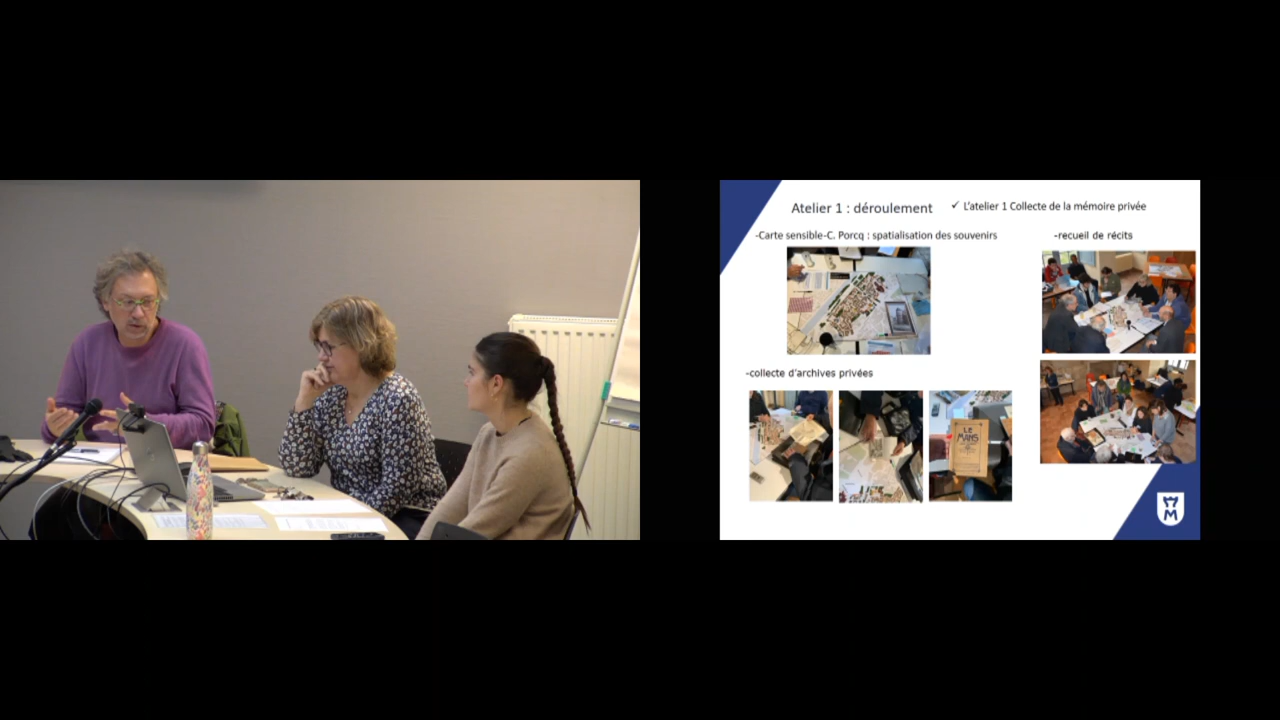 Atelier 1 : déroulement
✓ L'atelier 1 Collecte de la mémoire privée
-Carte sensible-C. Porcq : spatialisation des souvenirs
-recueil de récits
-collecte d'archives privées
LE
MANS
M